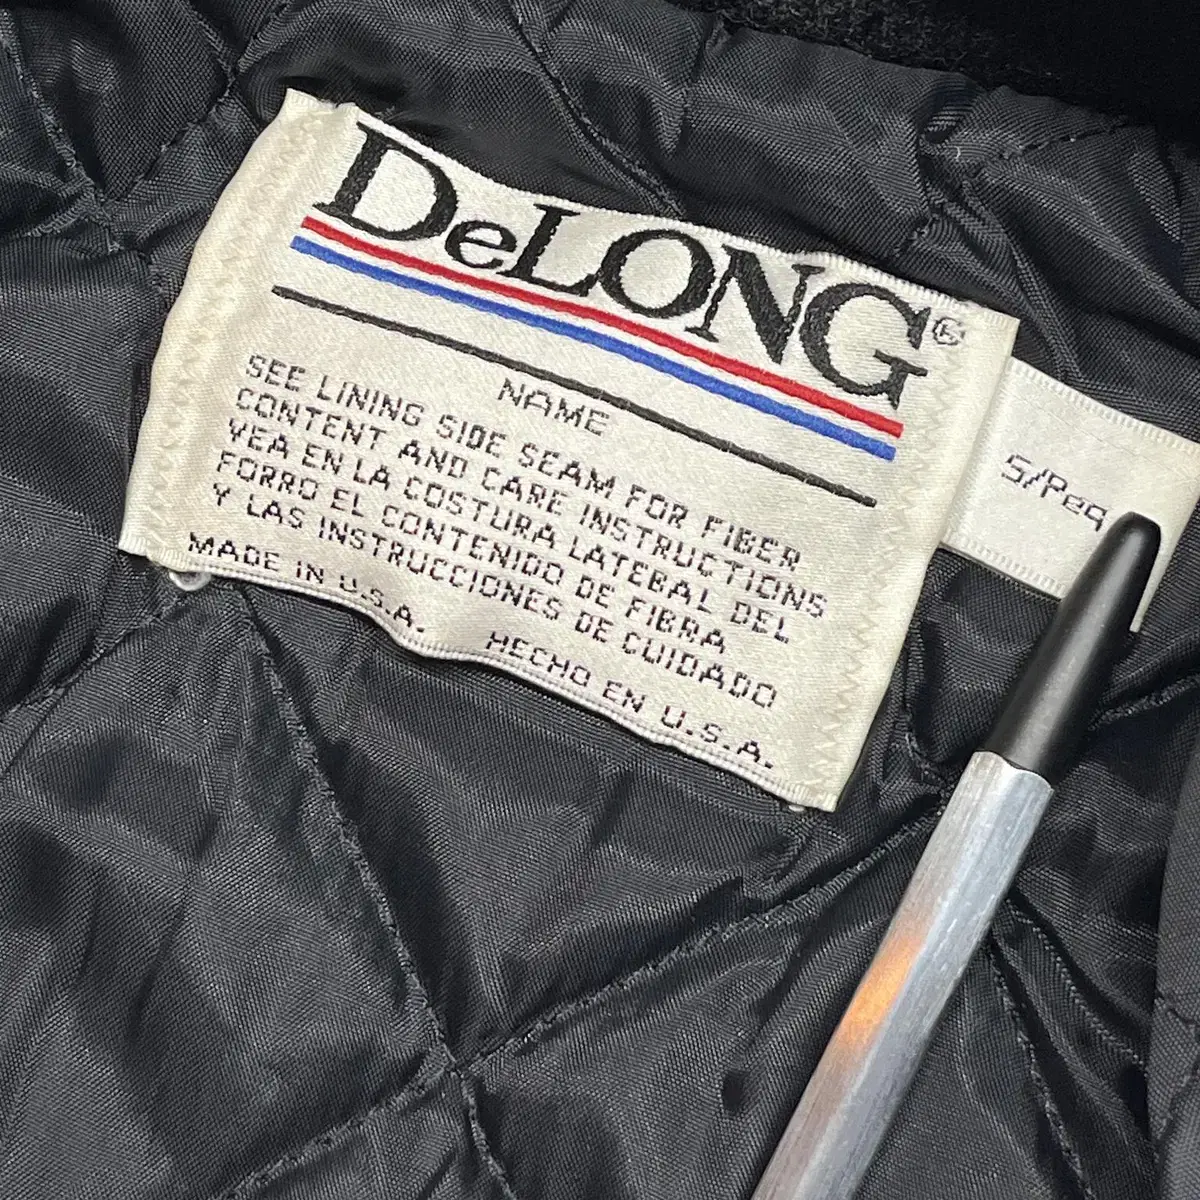 DeLONG®
NAME
SEE LINING SIDE SEAM FOR FIBER
CONTENT AND CARE INSTRUCTIONS
VEA EN LA COSTURA LATERAL DEL
FORRO EL CONTENIDO DE FIBRA
Y LAS INSTRUCCIONES DE CUIDADO
MADE IN U.S.A. HECHO EN U.S.A.
S/Peq